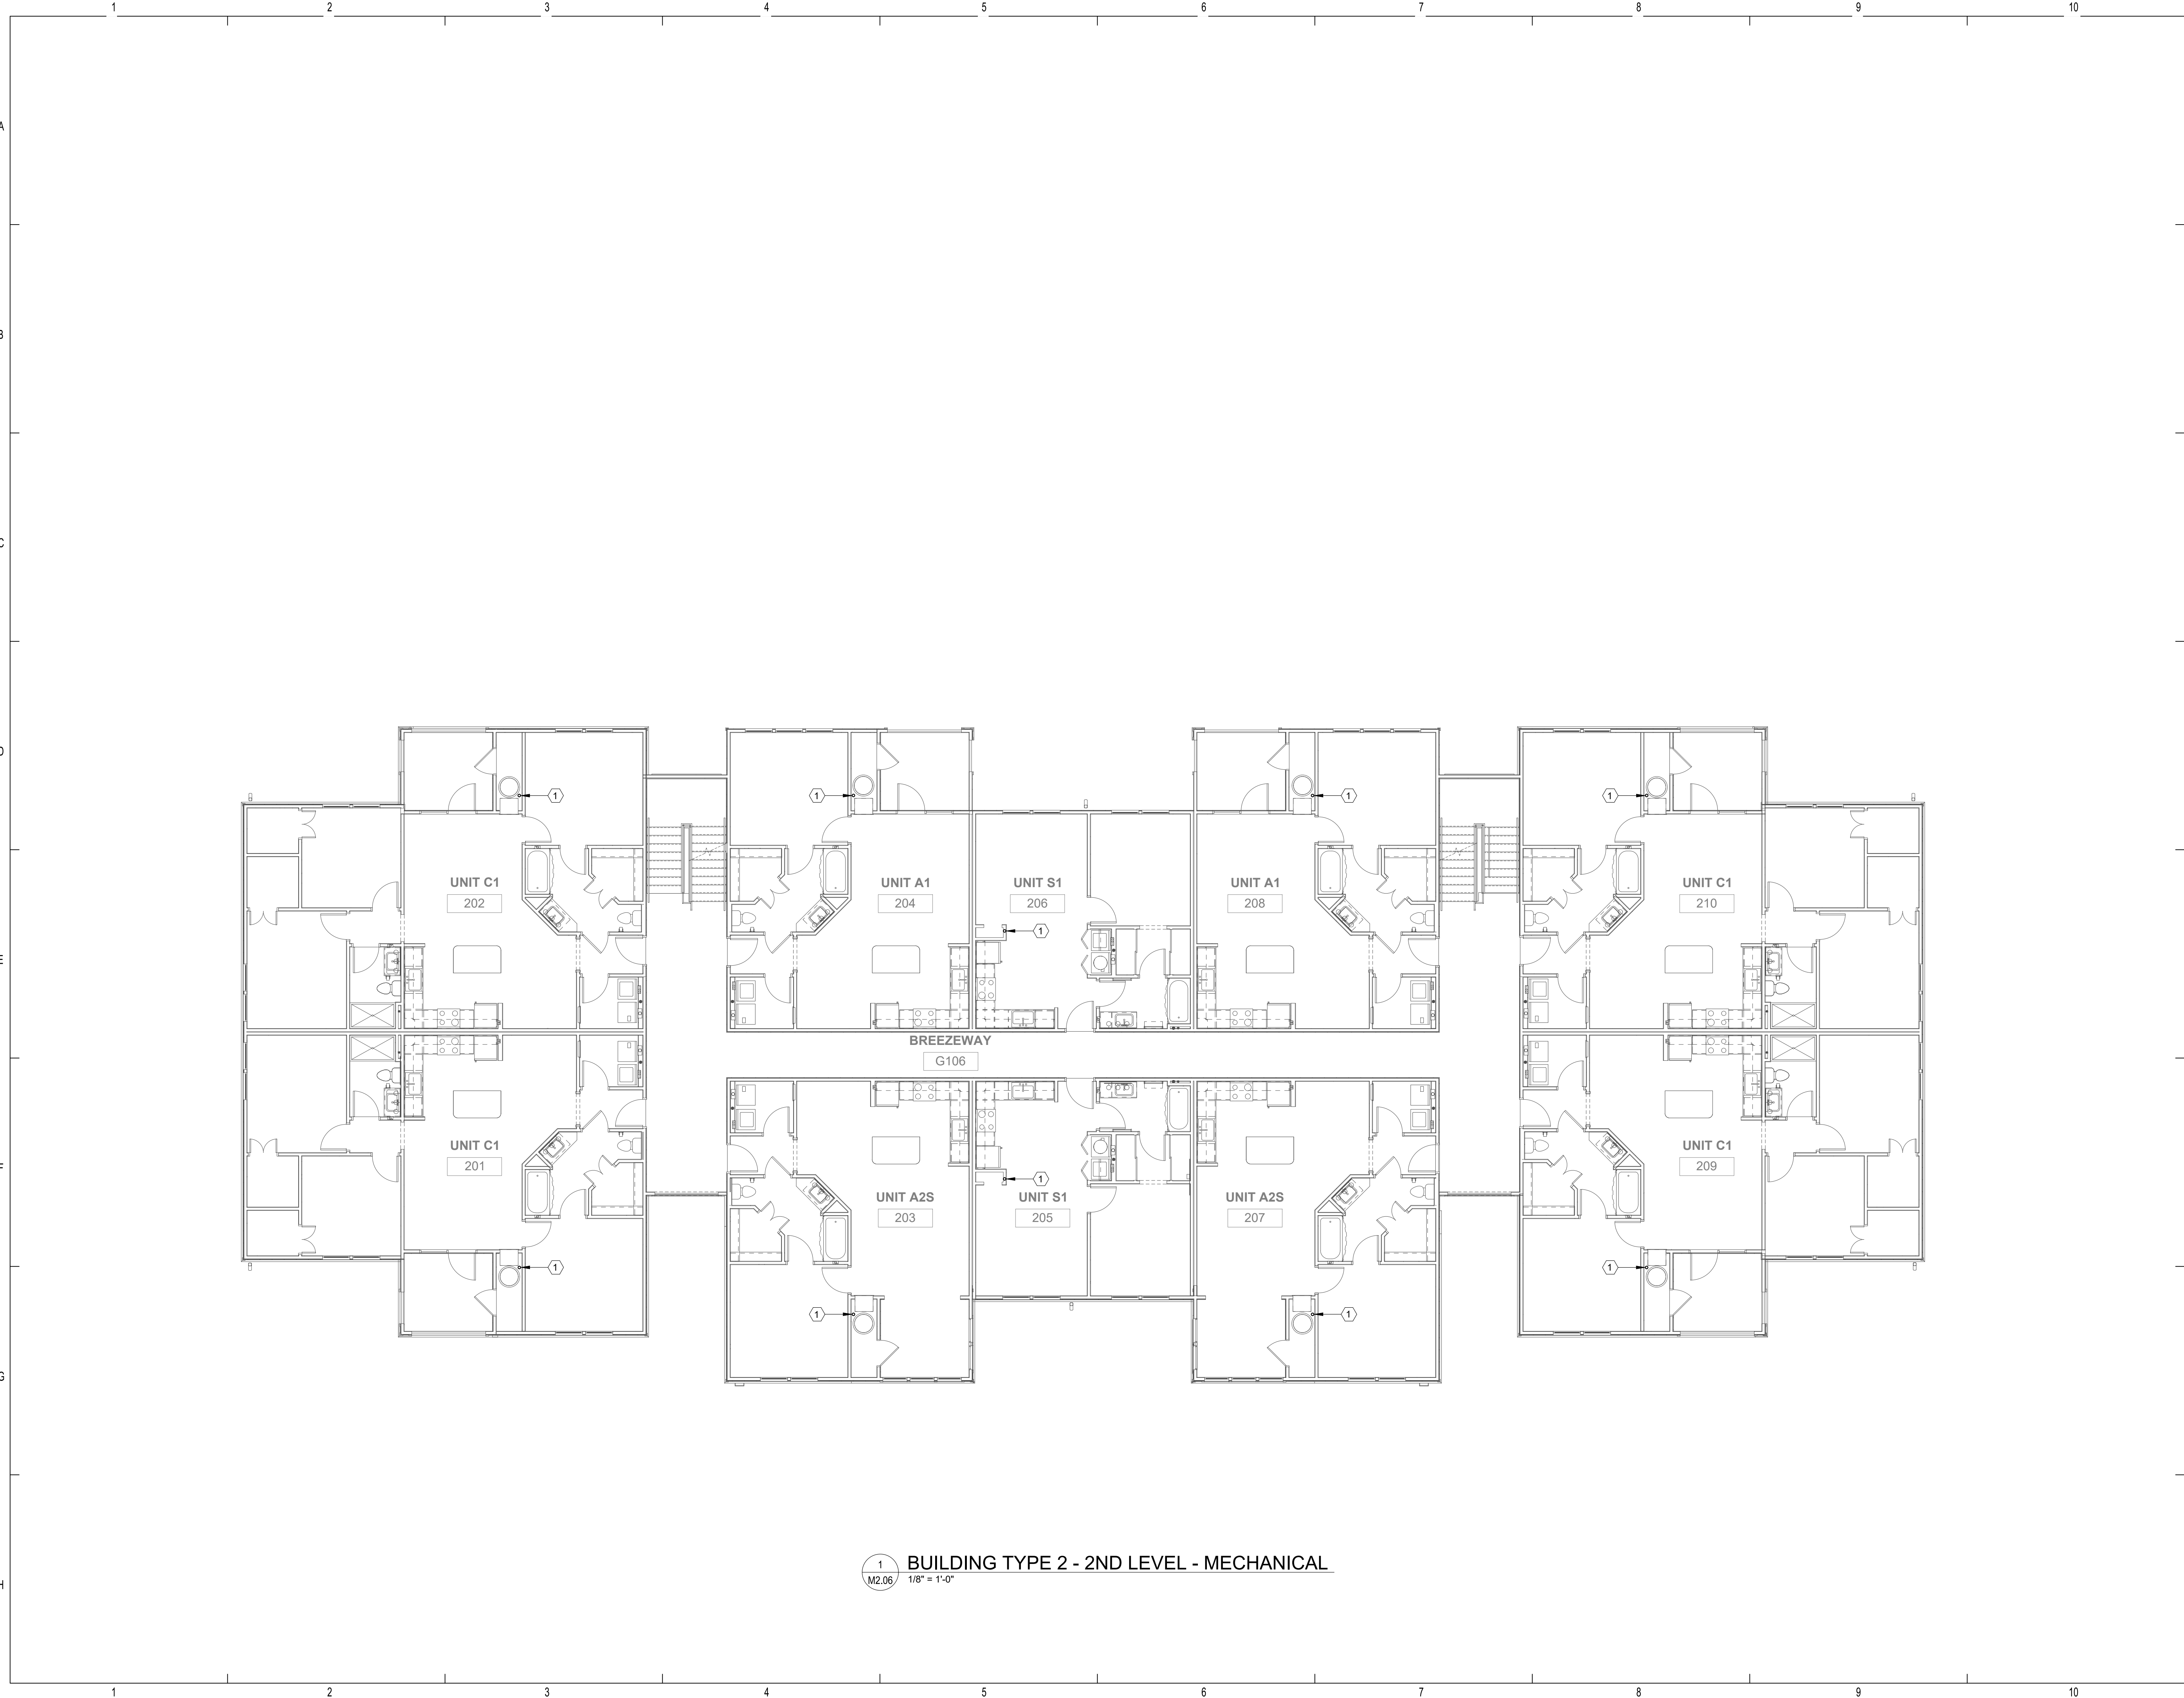 1 2 3 4 5 6 7 8 9 10
A
B
C
D
1 1 1 1
UNIT C1 UNIT A1 UNIT S1 UNIT A1 UNIT C1
202 204 206 208 210
1
E
BREEZEWAY
G106
UNIT C1 UNIT C1
201 209
F
1
UNIT A2S UNIT S1 UNIT A2S
203 205 207
1 1
1 1
G
1 BUILDING TYPE 2 - 2ND LEVEL - MECHANICAL
M2.06 1/8" = 1'-0"
H
1 2 3 4 5 6 7 8 9 10